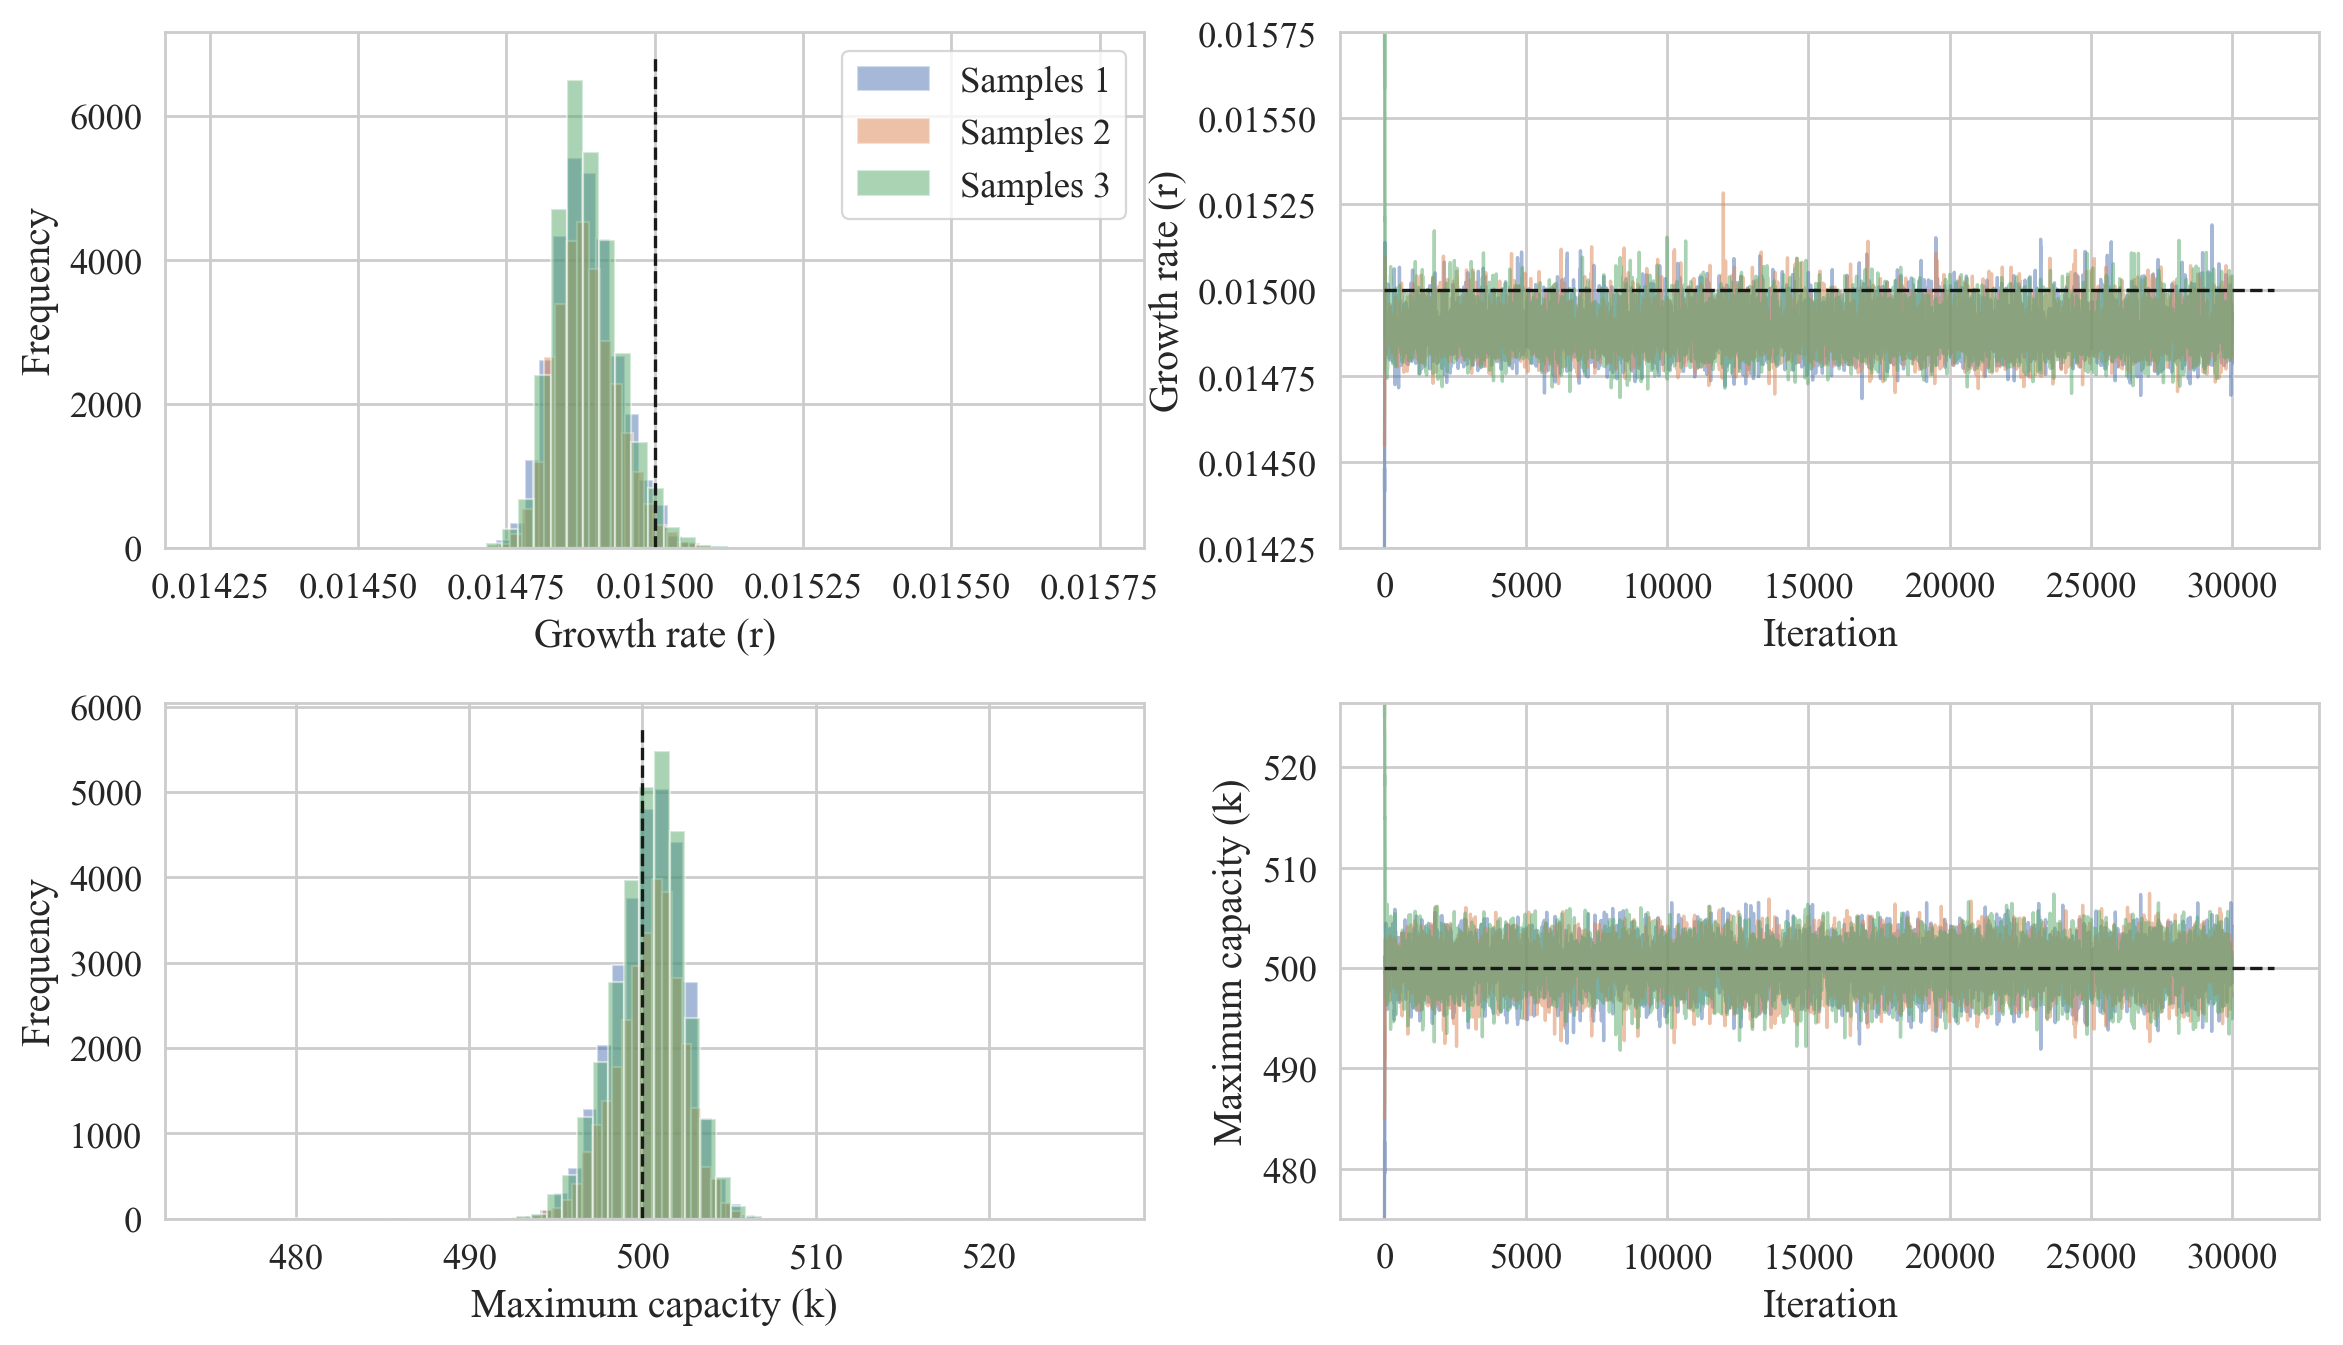 Samples 1
Samples 2
Samples 3
Frequency
6000
4000
2000
0
0.01425 0.01450 0.01475 0.01500 0.01525 0.01550 0.01575
Growth rate (r)
Growth rate (r)
0.01575
0.01550
0.01525
0.01500
0.01475
0.01450
0.01425
0 5000 10000 15000 20000 25000 30000
Iteration
Frequency
6000
5000
4000
3000
2000
1000
0
480 490 500 510 520
Maximum capacity (k)
Maximum capacity (k)
520
510
500
490
480
0 5000 10000 15000 20000 25000 30000
Iteration